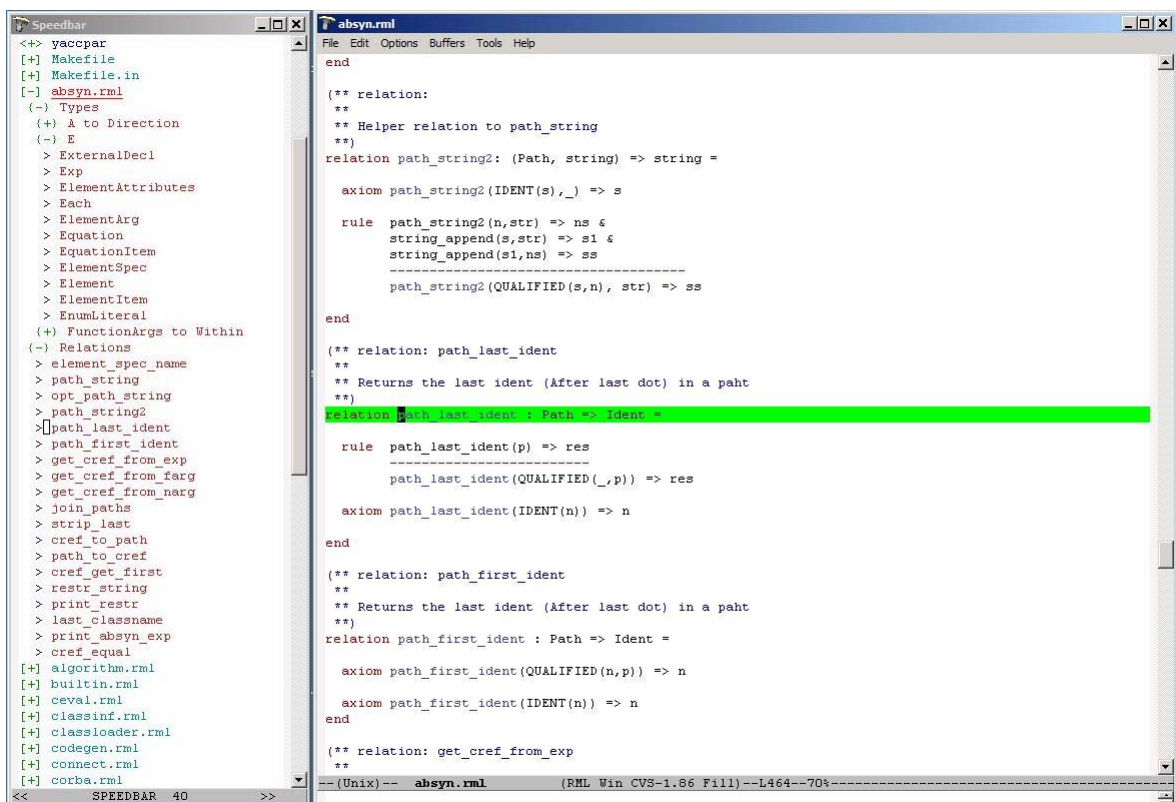 Speedbar
<+> yaccpar
[+] Makefile
[+] Makefile.in
[-] absyn.rml
{-} Types
{+} A to Direction
{-} E
> ExternalDecl
> Exp
> ElementAttributes
> Each
> ElementArg
> Equation
> EquationItem
> ElementSpec
> Element
> ElementItem
> EnumLiteral
{+} FunctionArgs to Within
{-} Relations
> element_spec_name
> path_string
> opt_path_string
> path_string2
> path_last_ident
> path_first_ident
> get_cref_from_exp
> get_cref_from_farg
> get_cref_from_narg
> join_paths
> strip_last
> cref_to_path
> path_to_cref
> cref_get_first
> restr_string
> print_restr
> last_classname
> print_absyn_exp
> cref_equal
[+] algorithm.rml
[+] builtin.rml
[+] ceval.rml
[+] classinf.rml
[+] classloader.rml
[+] codegen.rml
[+] connect.rml
[+] corba.rml
<< SPEEDBAR 40 >>
absyn.rml
File Edit Options Buffers Tools Help
end
(** relation:
**
** Helper relation to path_string
**)
relation path_string2: (Path, string) => string =
axiom path_string2(IDENT(s),_) => s
rule path_string2(n,str) => ns &
string_append(s,str) => s1 &
string_append(s1,ns) => ss
-------------------------------------
path_string2(QUALIFIED(s,n), str) => ss
end
(** relation: path_last_ident
**
** Returns the last ident (After last dot) in a paht
**)
relation path_last_ident : Path => Ident =
rule path_last_ident(p) => res
-------------------------
path_last_ident(QUALIFIED(_,p)) => res
axiom path_last_ident(IDENT(n)) => n
end
(** relation: path_first_ident
**
** Returns the last ident (After last dot) in a paht
**)
relation path_first_ident : Path => Ident =
axiom path_first_ident(QUALIFIED(n,p)) => n
axiom path_first_ident(IDENT(n)) => n
end
(** relation: get_cref_from_exp
**
--(Unix)-- absyn.rml (RML Win CVS-1.86 Fill)--L464--70%--------------------------------------------